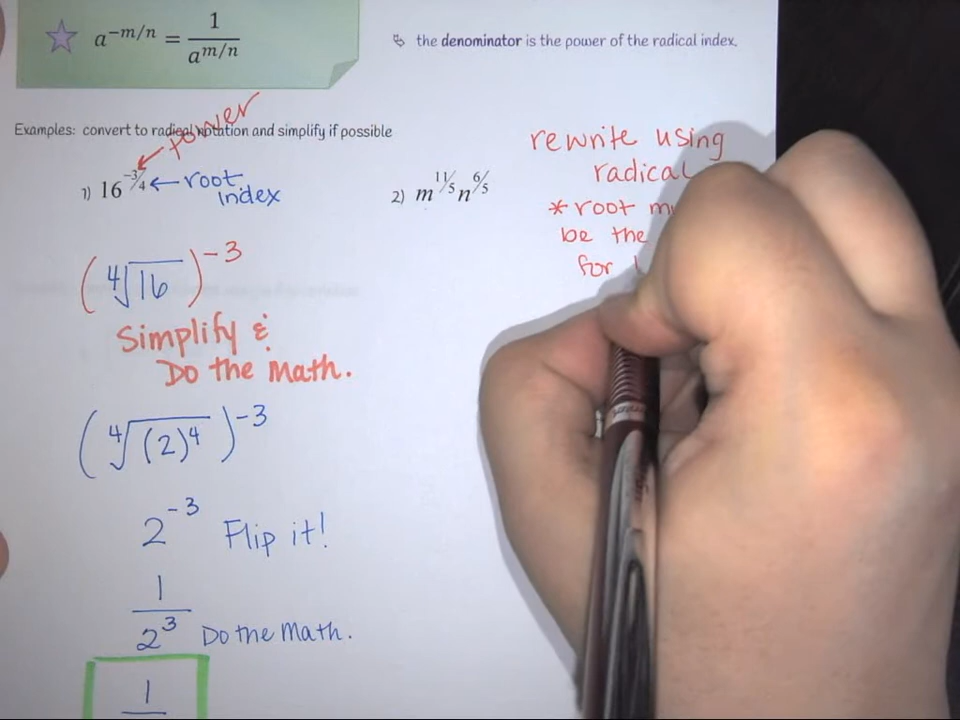 a^{-m/n} = 1/a^{m/n}
the denominator is the power of the radical index.
Examples: convert to radical notation and simplify if possible
power
1) 16^{-3/4} ← root index
2) m^{11/5} n^{6/5}
rewrite using
radical
* root
be the
for
(∜16)^{-3}
Simplify &
Do the Math.
(∜(2)^4)^{-3}
2^{-3} Flip it!
1
2^3 Do the Math.
1